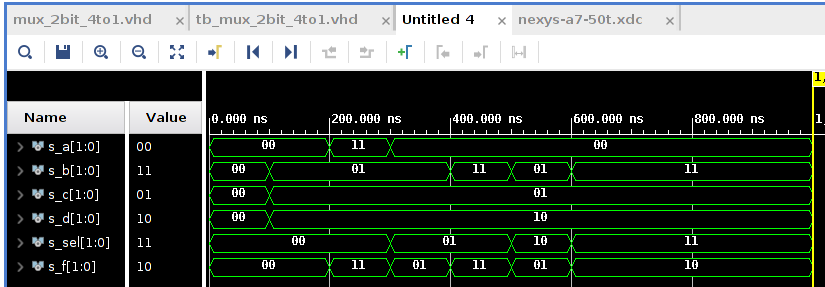 mux_2bit_4to1.vhd × tb_mux_2bit_4to1.vhd × Untitled 4 × nexys-a7-50t.xdc ×
1,
Name Value 0.000 ns 200.000 ns 400.000 ns 600.000 ns 800.000 ns 1,
s_a[1:0] 00 00 11 00
s_b[1:0] 11 00 01 11 01 11
s_c[1:0] 01 00 01
s_d[1:0] 10 00 10
s_sel[1:0] 11 00 01 10 11
s_f[1:0] 10 00 11 01 11 01 10